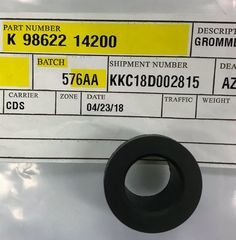 PART NUMBER DESCRIPT
K 98622 14200 GROMME
BATCH SHIPMENT NUMBER DEA
576AA KKC18D002815 AZ
CARRIER ZONE DATE TRAFFIC WEIGHT
CDS 04/23/18